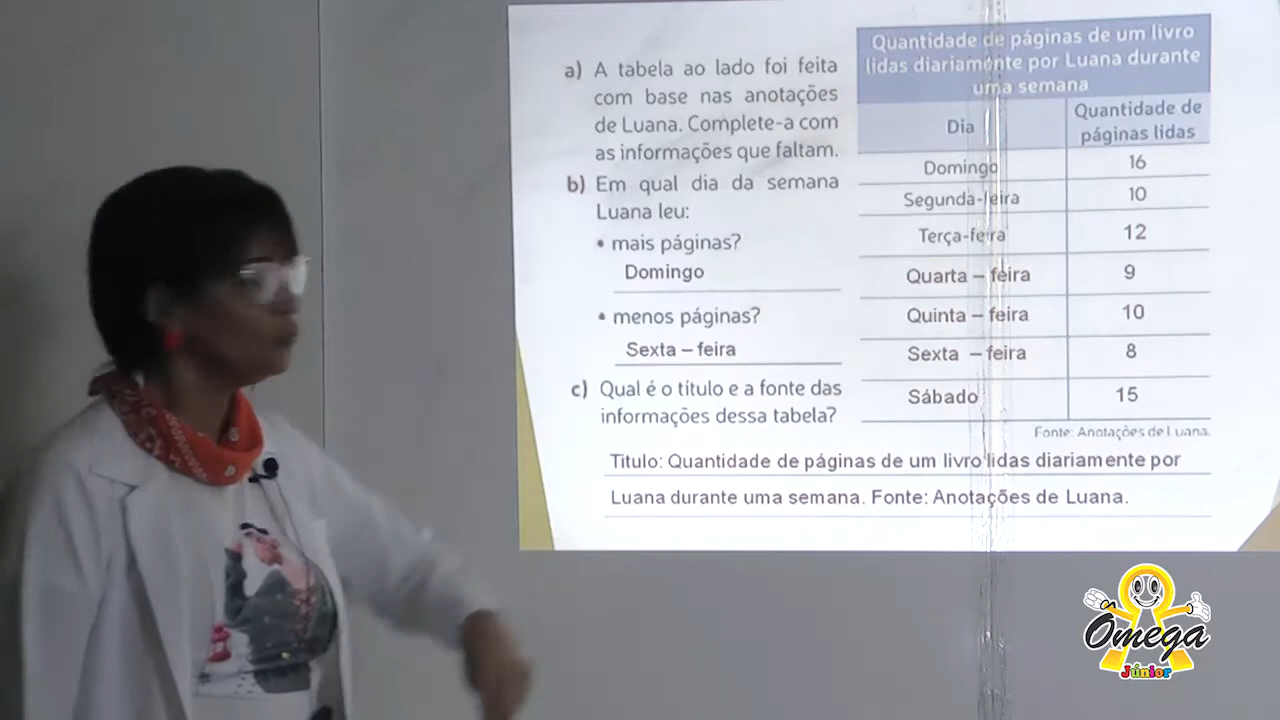 a) A tabela ao lado foi feita
com base nas anotações
de Luana. Complete-a com
as informações que faltam.
b) Em qual dia da semana
Luana leu:
• mais páginas?
Domingo
• menos páginas?
Sexta – feira
c) Qual é o título e a fonte das
informações dessa tabela?
Quantidade de páginas de um livro
lidas diariamente por Luana durante
uma semana
Dia
Quantidade de
páginas lidas
Domingo 16
Segunda-feira 10
Terça-feira 12
Quarta – feira 9
Quinta – feira 10
Sexta – feira 8
Sábado 15
Fonte: Anotações de Luana.
Titulo: Quantidade de páginas de um livro lidas diariamente por
Luana durante uma semana. Fonte: Anotações de Luana.
Ômega
Júnior